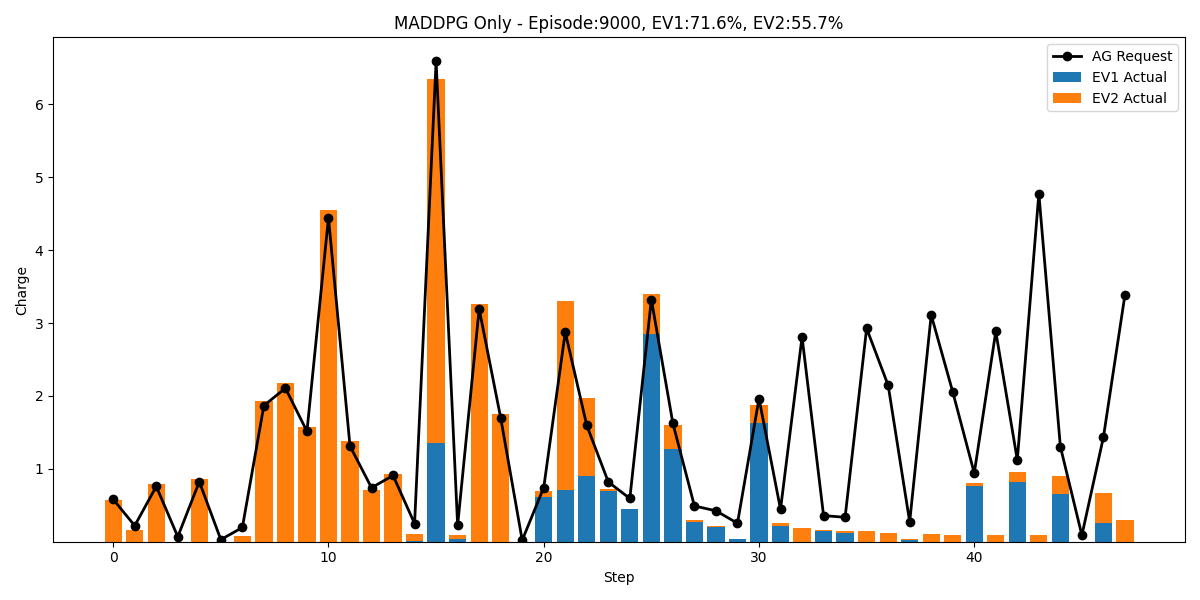 MADDPG Only - Episode:9000, EV1:71.6%, EV2:55.7%
AG Request
EV1 Actual
EV2 Actual
Charge
6
5
4
3
2
1
0 10 20 30 40
Step